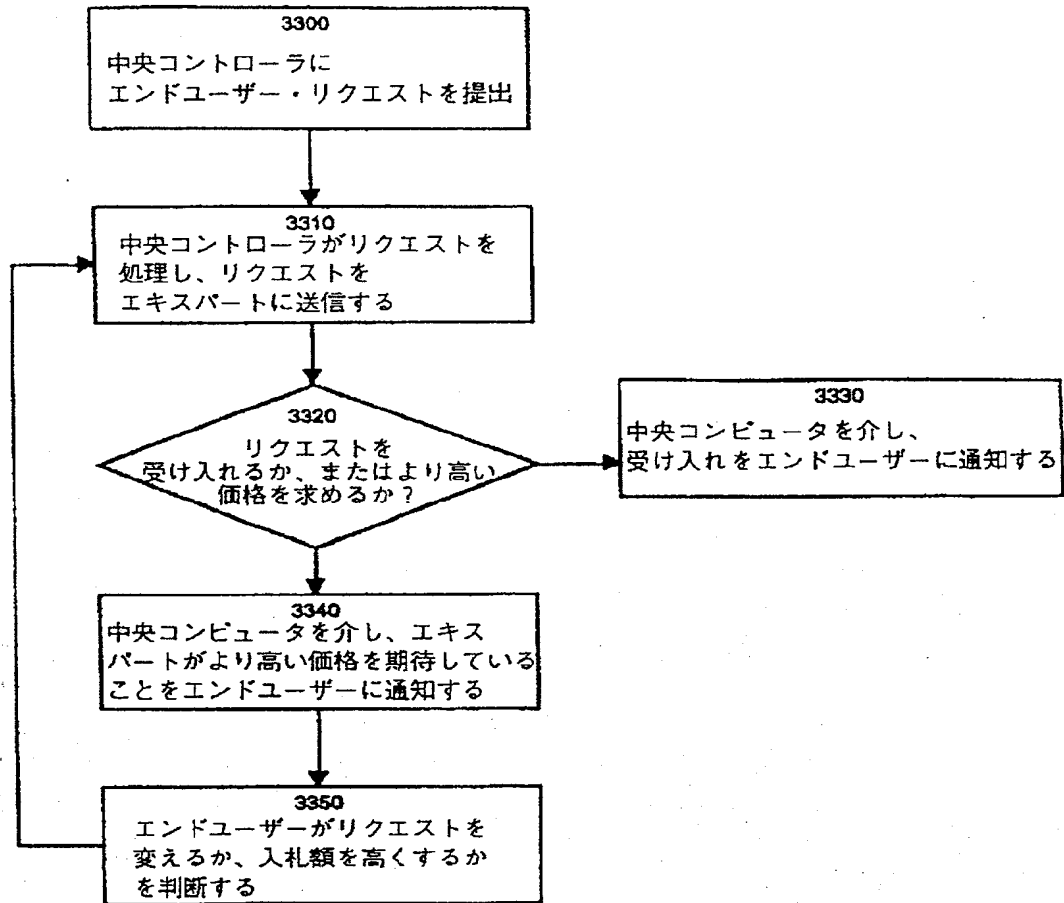 3300
中央コントローラに
エンドユーザー・リクエストを提出
3310
中央コントローラがリクエストを
処理し、リクエストを
エキスパートに送信する
3320
リクエストを
受け入れるか、またはより高い
価格を求めるか？
3330
中央コンピュータを介し、
受け入れをエンドユーザーに通知する
3340
中央コンピュータを介し、エキス
パートがより高い価格を期待している
ことをエンドユーザーに通知する
3350
エンドユーザーがリクエストを
変えるか、入札額を高くするか
を判断する